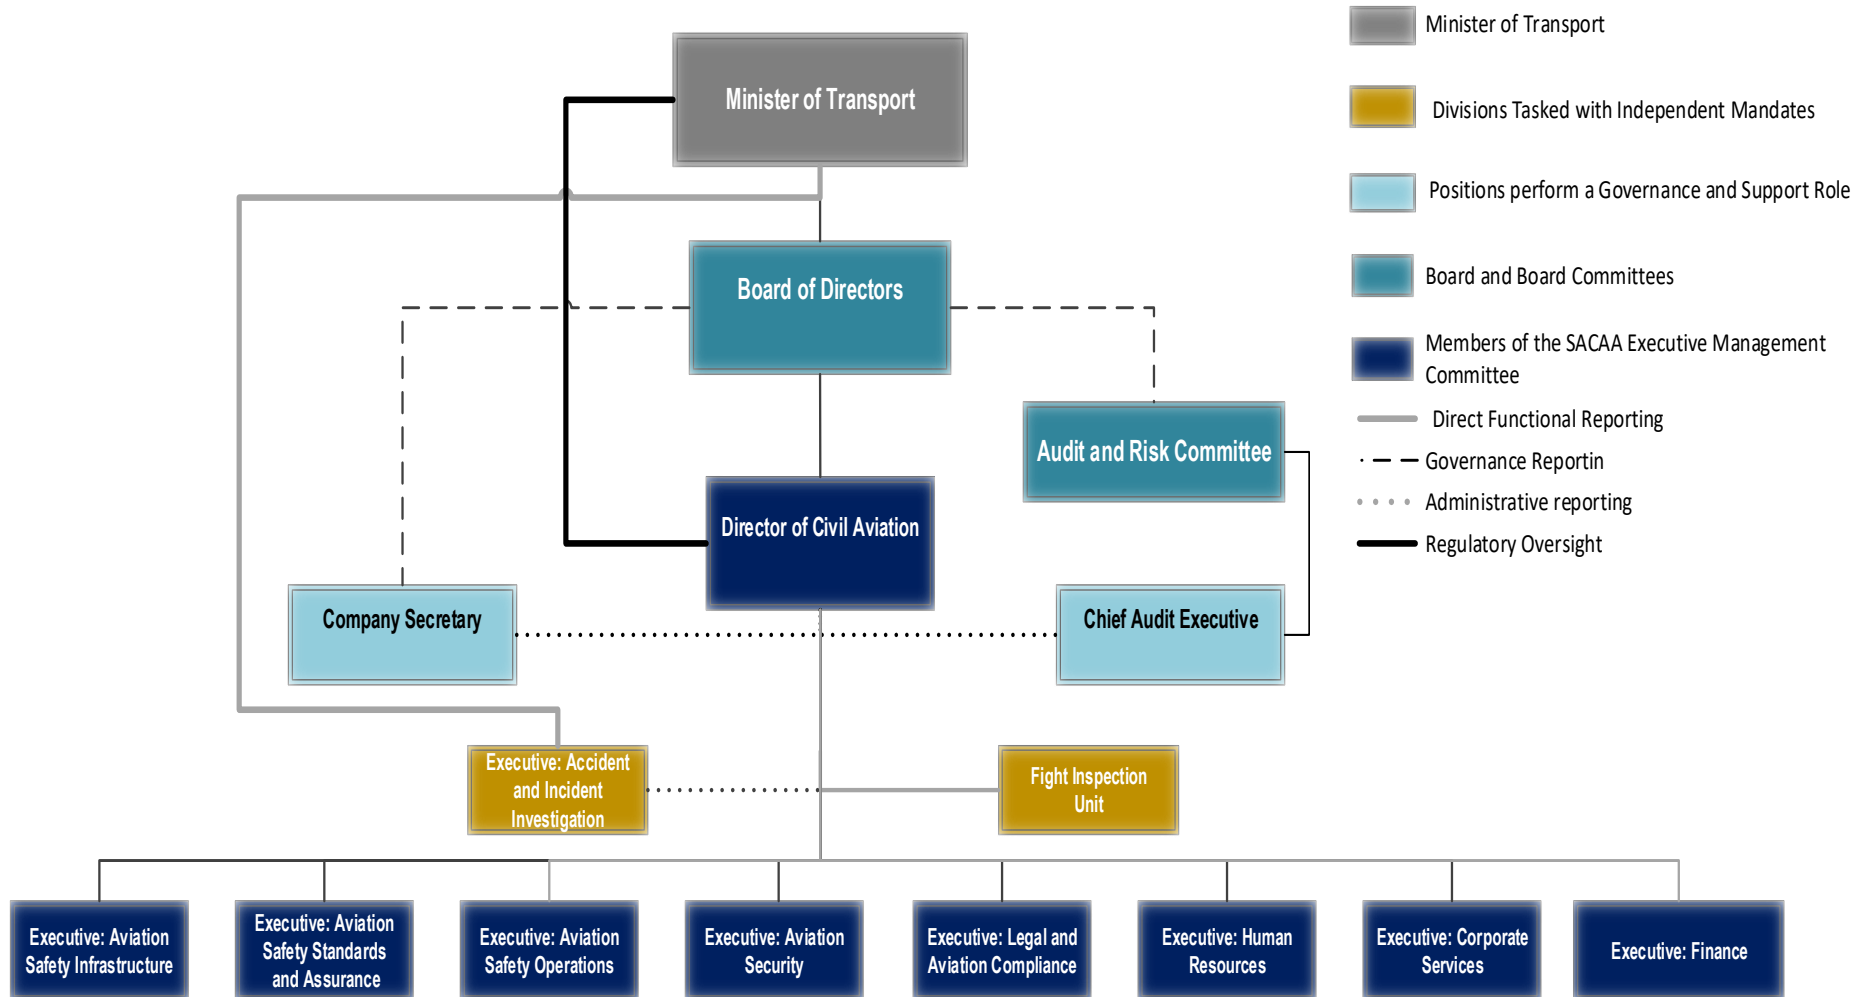 Minister of Transport
Board of Directors
Audit and Risk Committee
Director of Civil Aviation
Company Secretary
Chief Audit Executive
Executive: Accident
and Incident
Investigation
Fight Inspection
Unit
Executive: Aviation
Safety Infrastructure
Executive: Aviation
Safety Standards
and Assurance
Executive: Aviation
Safety Operations
Executive: Aviation
Security
Executive: Legal and
Aviation Compliance
Executive: Human
Resources
Executive: Corporate
Services
Executive: Finance
Minister of Transport
Divisions Tasked with Independent Mandates
Positions perform a Governance and Support Role
Board and Board Committees
Members of the SACAA Executive Management
Committee
Direct Functional Reporting
Governance Reportin
Administrative reporting
Regulatory Oversight